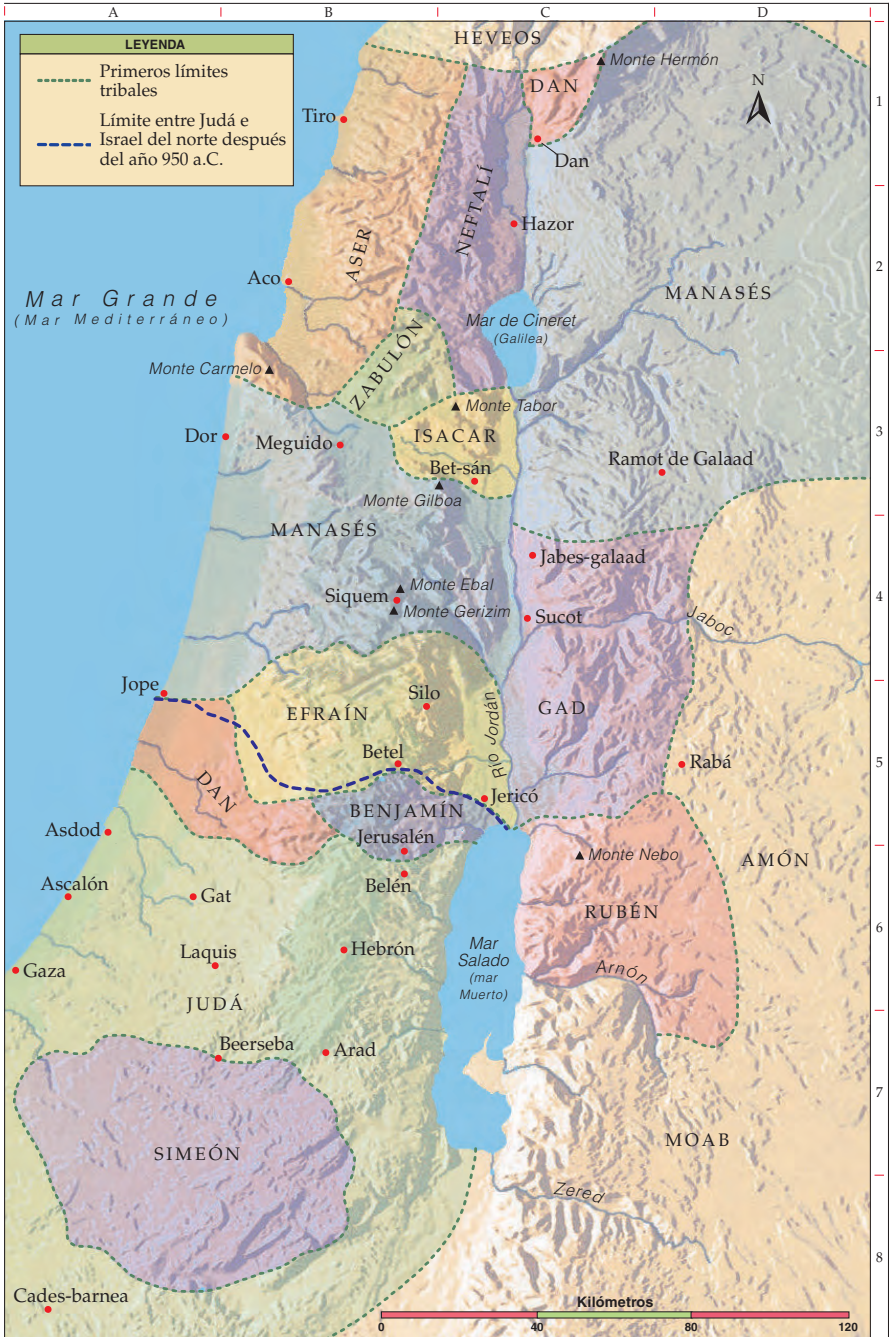 A
B
C
D
LEYENDA
Primeros límites
tribales
Límite entre Judá e
Israel del norte después
del año 950 a.C.
HEVEOS
Monte Hermón
DAN
N
1
Tiro
Dan
NEFTALÍ
Hazor
ASER
2
Aco
MANASÉS
Mar Grande
(Mar Mediterráneo)
Mar de Cineret
(Galilea)
ZABULÓN
Monte Carmelo
Monte Tabor
3
Dor
Meguido
ISACAR
Ramot de Galaad
Bet-sán
Monte Gilboa
MANASÉS
Jabes-galaad
Monte Ebal
4
Siquem
Monte Gerizim
Sucot
Jaboc
Jope
Silo
EFRAÍN
GAD
Río Jordán
Betel
Rabá
5
DAN
Jericó
BENJAMÍN
Asdod
Jerusalén
Monte Nebo
AMÓN
Belén
Ascalón
Gat
RUBÉN
6
Laquis
Hebrón
Mar
Salado
(mar
Muerto)
Arnón
Gaza
JUDÁ
Beerseba
Arad
7
SIMEÓN
MOAB
Zered
8
Cades-barnea
Kilómetros
0
40
80
120